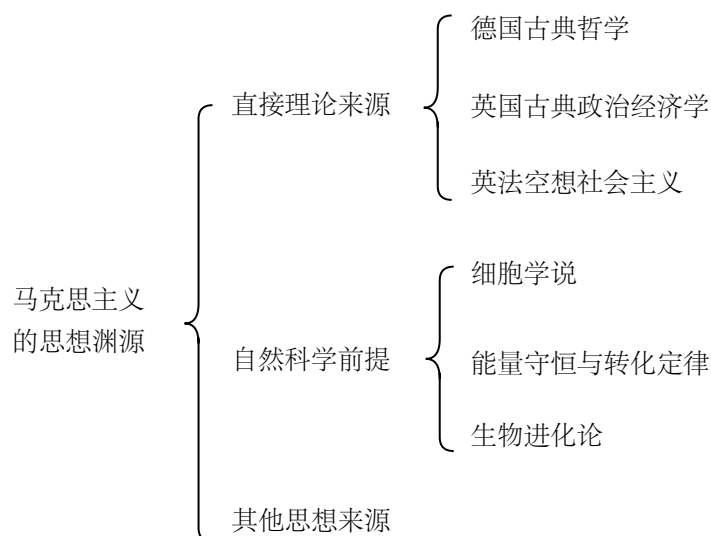 马克思主义
的思想渊源
直接理论来源
德国古典哲学
英国古典政治经济学
英法空想社会主义
自然科学前提
细胞学说
能量守恒与转化定律
生物进化论
其他思想来源